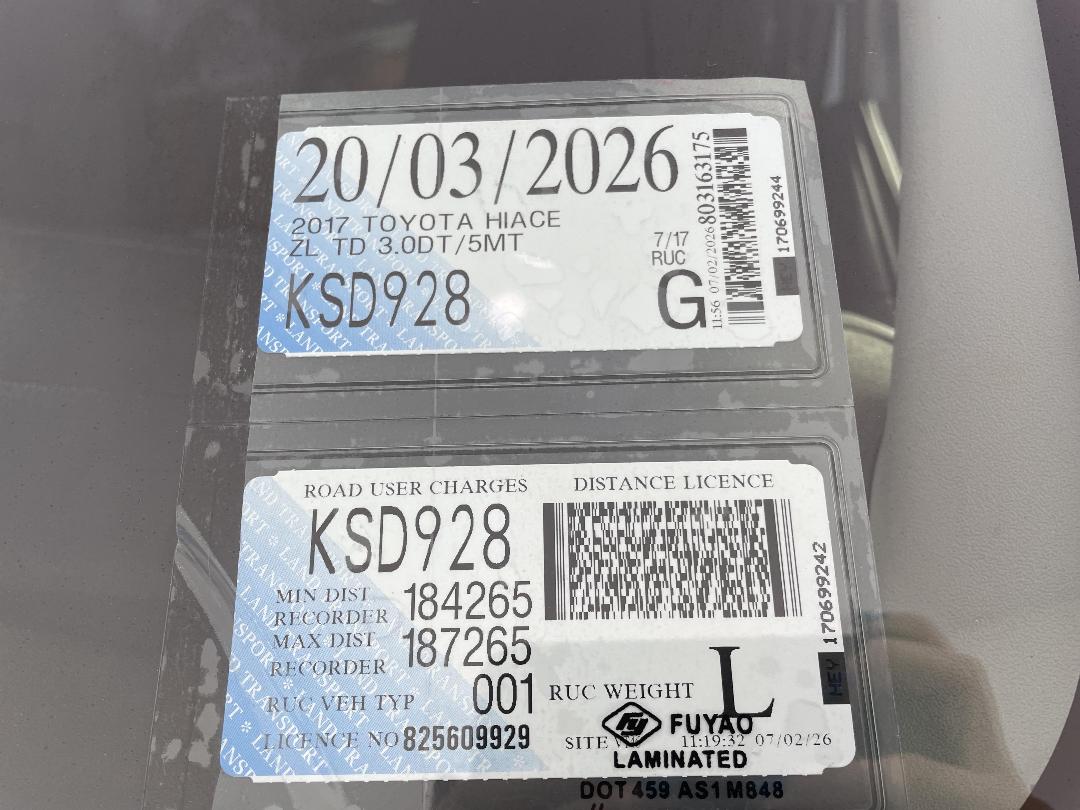 20/03/2026
2017 TOYOTA HIACE
ZL TD 3.0DT/5MT
7/17
RUC
KSD928
G
11:56 07/02/2026
803163175
170699244
ROAD USER CHARGES
DISTANCE LICENCE
KSD928
MIN DIST
RECORDER 184265
MAX DIST
RECORDER 187265
RUC VEH TYP 001
RUC WEIGHT L
LICENCE NO 825609929
SITE 11:19:32 07/02/26
170699242
HEY
FUYAO
LAMINATED
DOT 459 AS1 M848